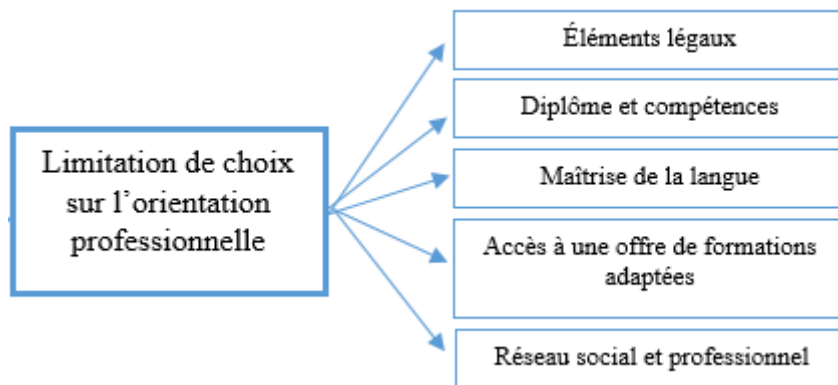 Limitation de choix
sur l'orientation
professionnelle
Éléments légaux
Diplôme et compétences
Maîtrise de la langue
Accès à une offre de formations
adaptées
Réseau social et professionnel